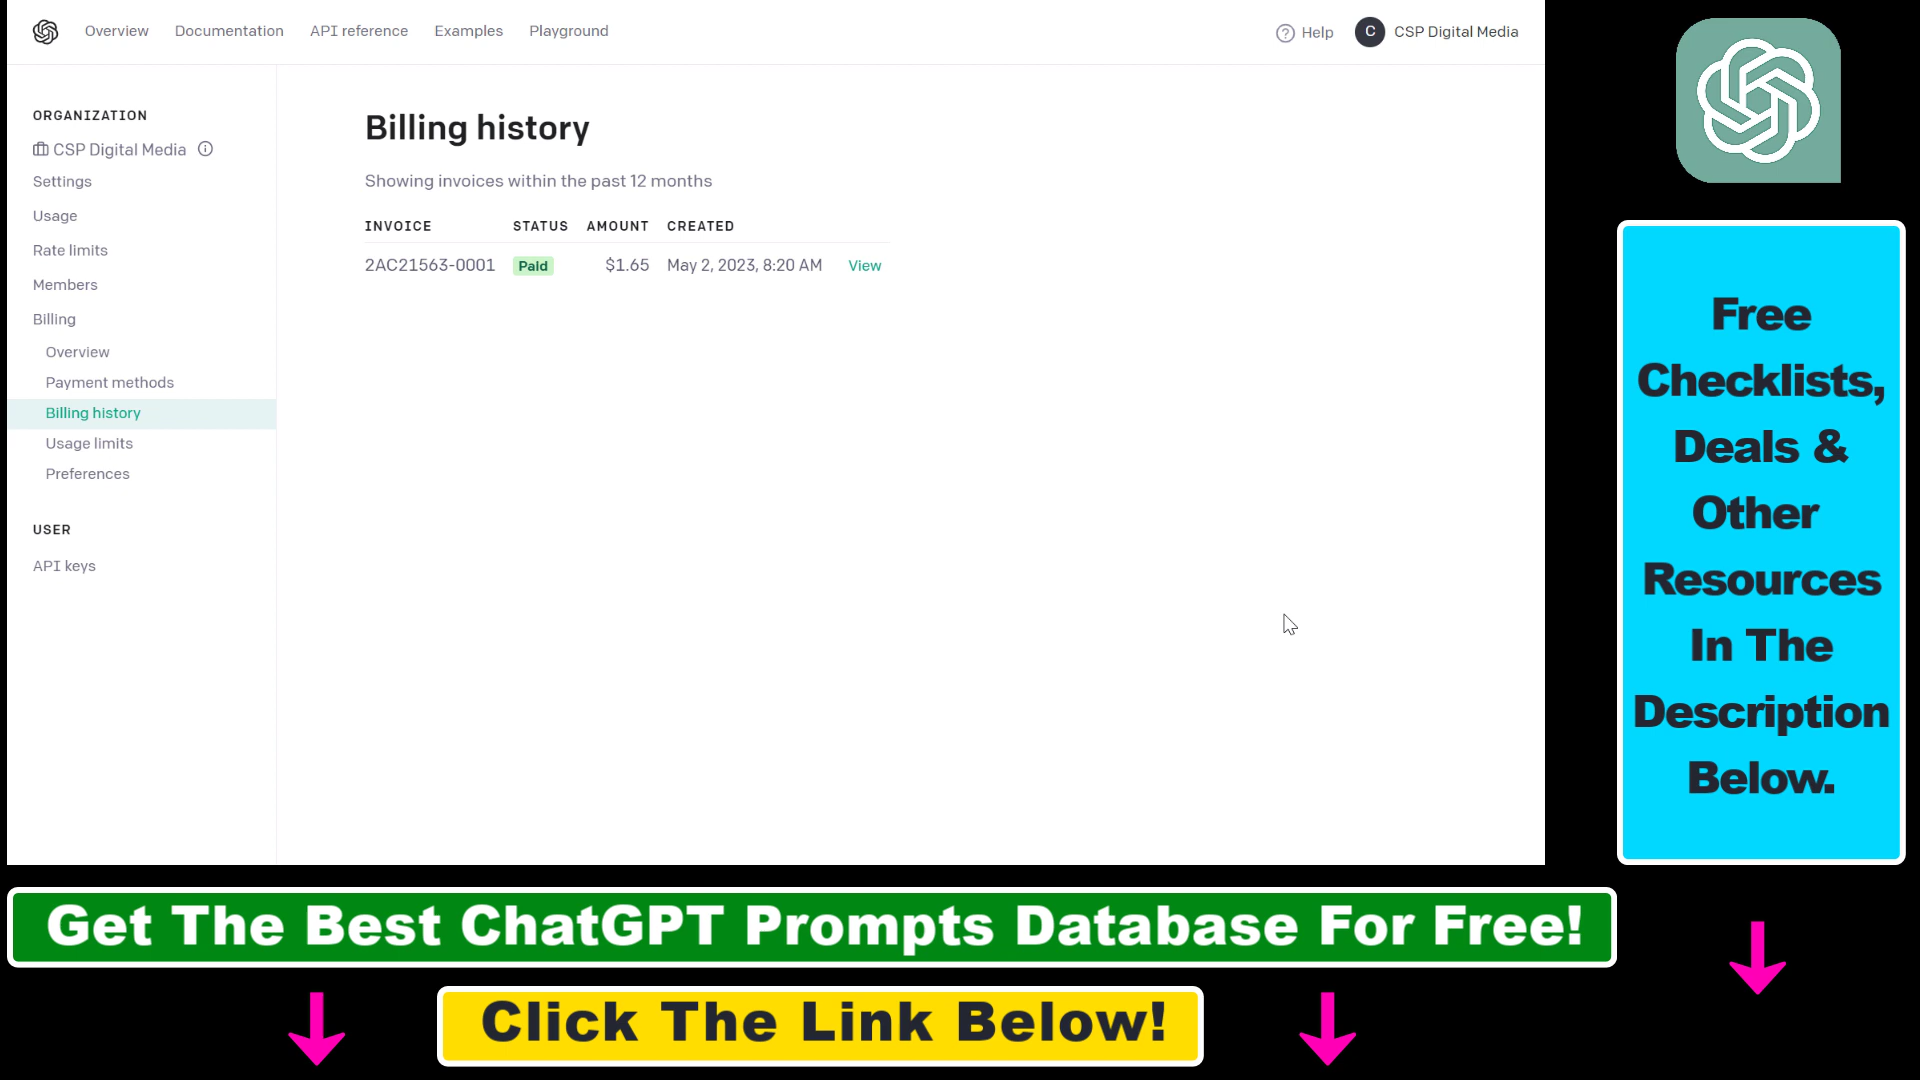 Overview Documentation API reference Examples Playground
Help C CSP Digital Media
ORGANIZATION
CSP Digital Media
Settings
Usage
Rate limits
Members
Billing
Overview
Payment methods
Billing history
Usage limits
Preferences
USER
API keys
Billing history
Showing invoices within the past 12 months
INVOICE STATUS AMOUNT CREATED
2AC21563-0001 Paid $1.65 May 2, 2023, 8:20 AM View
Free
Checklists,
Deals &
Other
Resources
In The
Description
Below.
Get The Best ChatGPT Prompts Database For Free!
Click The Link Below!